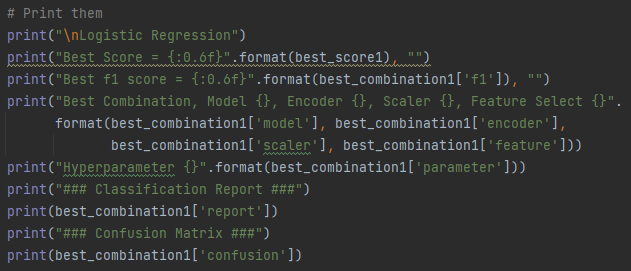 # Print them
print("\nLogistic Regression")
print("Best Score = {:0.6f}".format(best_score1), "")
print("Best f1 score = {:0.6f}".format(best_combination1['f1']), "")
print("Best Combination, Model {}, Encoder {}, Scaler {}, Feature Select {}".
format(best_combination1['model'], best_combination1['encoder'],
best_combination1['scaler'], best_combination1['feature']))
print("Hyperparameter {}".format(best_combination1['parameter']))
print("### Classification Report ###")
print(best_combination1['report'])
print("### Confusion Matrix ###")
print(best_combination1['confusion'])